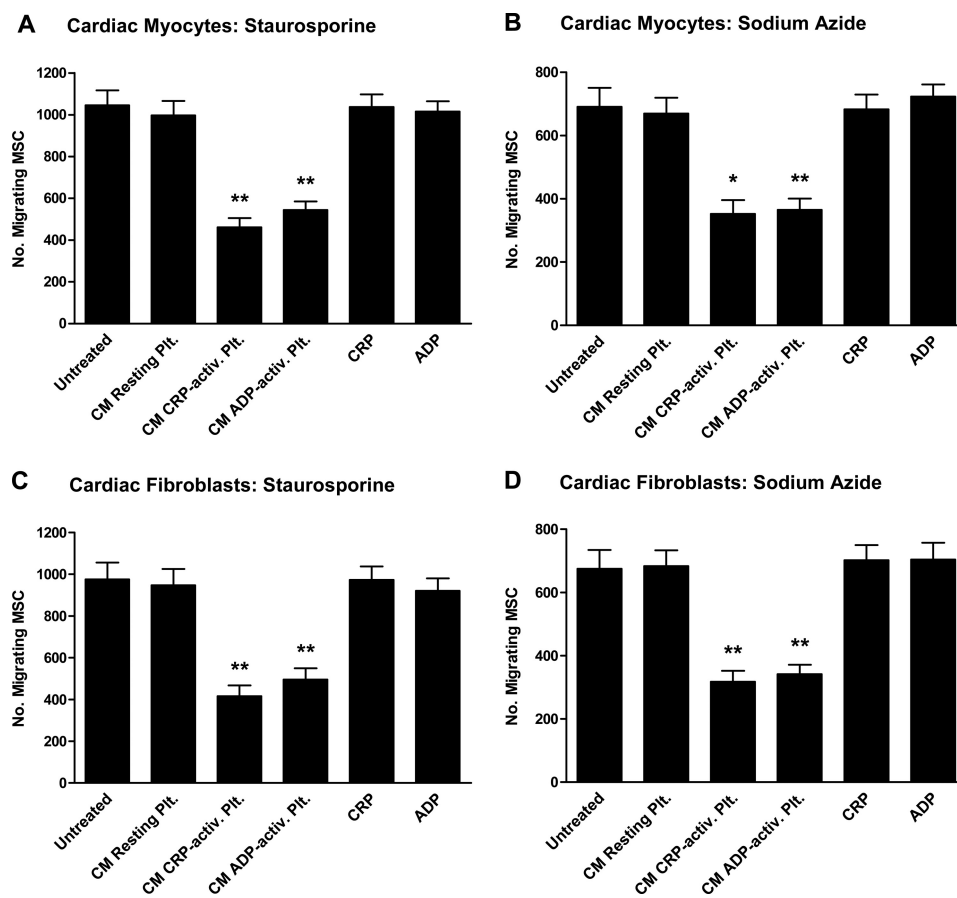 A Cardiac Myocytes: Staurosporine
No. Migrating MSC
1200
1000
800
600
400
200
0
**
**
Untreated
CM Resting Plt.
CM CRP-activ. Plt.
CM ADP-activ. Plt.
CRP
ADP
B Cardiac Myocytes: Sodium Azide
No. Migrating MSC
800
600
400
200
0
*
**
Untreated
CM Resting Plt.
CM CRP-activ. Plt.
CM ADP-activ. Plt.
CRP
ADP
C Cardiac Fibroblasts: Staurosporine
No. Migrating MSC
1200
1000
800
600
400
200
0
**
**
Untreated
CM Resting Plt.
CM CRP-activ. Plt.
CM ADP-activ. Plt.
CRP
ADP
D Cardiac Fibroblasts: Sodium Azide
No. Migrating MSC
800
600
400
200
0
**
**
Untreated
CM Resting Plt.
CM CRP-activ. Plt.
CM ADP-activ. Plt.
CRP
ADP